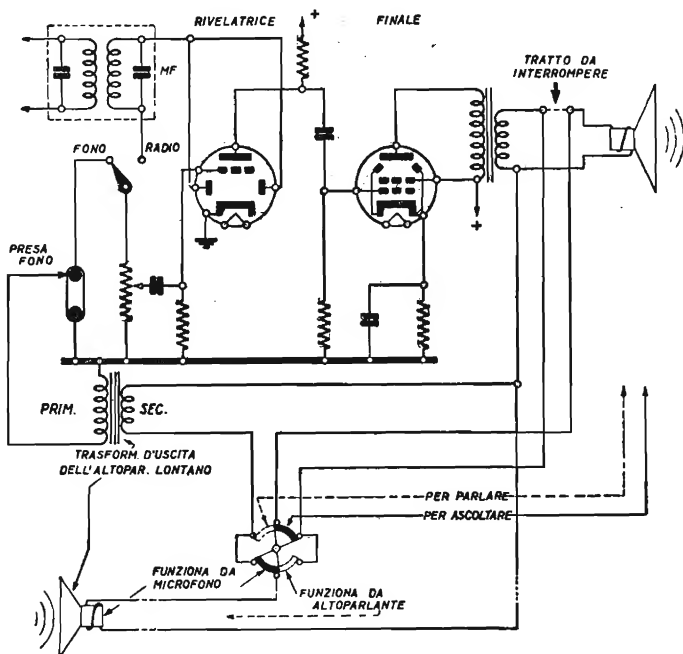 RIVELATRICE
+
FINALE
TRATTO DA
INTERROMPERE
MF
FONO
RADIO
PRESA
FONO
+
PRIM.
SEC.
TRASFORM. D'USCITA
DELL'ALTOPAR. LONTANO
PER PARLARE
PER ASCOLTARE
FUNZIONA DA
MICROFONO
FUNZIONA DA
ALTOPARLANTE